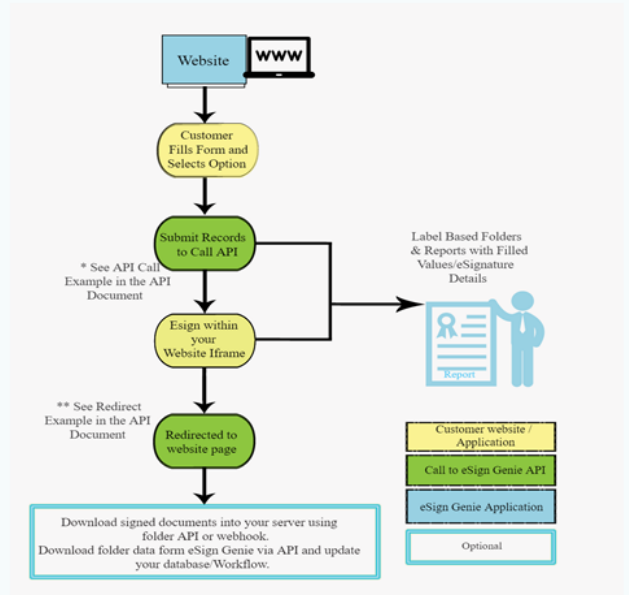 Website
WWW
Customer
Fills Form and
Selects Option
Submit Records
to Call API
* See API Call
Example in the API
Document
Label Based Folders
& Reports with Filled
Values/eSignature
Details
Report
Esign within
your
Website Iframe
** See Redirect
Example in the API
Document
Redirected to
website page
Customer website /
Application
Call to eSign Genie API
eSign Genie Application
Optional
Download signed documents into your server using
folder API or webhook.
Download folder data form eSign Genie via API and update
your database/Workflow.